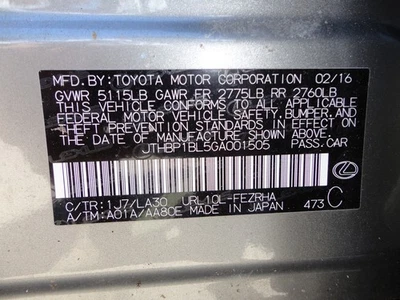 MFD.BY:TOYOTA MOTOR CORPORATION 02/16
GVWR 5115LB GAWR FR 2775LB RR 2760LB
THIS VEHICLE CONFORMS TO ALL APPLICABLE
FEDERAL MOTOR VEHICLE SAFETY,BUMPER,AND
THEFT PREVENTION STANDARDS IN EFFECT ON
THE DATE OF MANUFACTURE SHOWN ABOVE.
JTHBP1BL5GA001505 PASS.CAR
C/TR:1J7/LA30 URL10L-FEZRHA
A/TM:A01A/AA80E MADE IN JAPAN 473 C